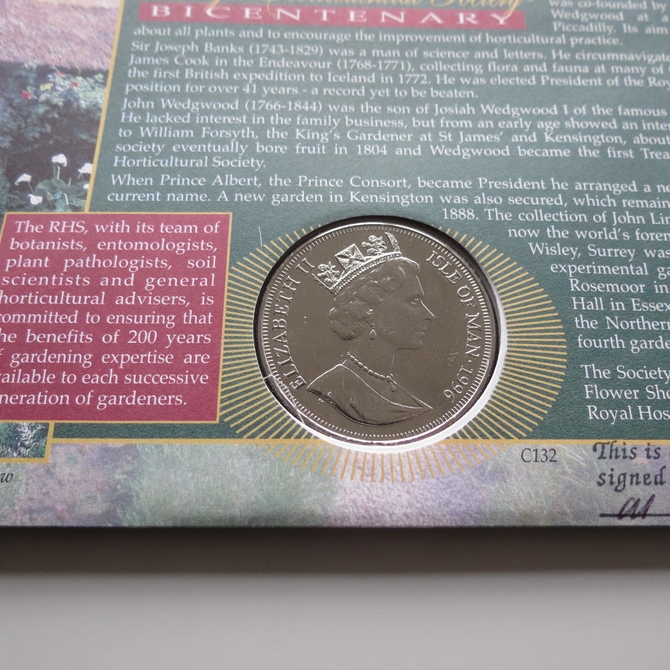 Society
was co-founded by
Wedgwood at
BICENTENARY
Piccadilly. Its aim
about all plants and to encourage the improvement of horticultural practice.
Sir Joseph Banks (1743-1829) was a man of science and letters. He circumnavigat
James Cook in the Endeavour (1768-1771), collecting flora and fauna at many of
the first British expedition to Iceland in 1772. He was elected President of the Ro
position for over 41 years - a record yet to be beaten.
John Wedgwood (1766-1844) was the son of Josiah Wedgwood I of the famous
He lacked interest in the family business, but from an early age showed an inte
to William Forsyth, the King's Gardener at St James' and Kensington, about
society eventually bore fruit in 1804 and Wedgwood became the first Trea
Horticultural Society.
When Prince Albert, the Prince Consort, became President he arranged a n
current name. A new garden in Kensington was also secured, which remain
1888. The collection of John Lin
now the world's foren
Wisley, Surrey was
experimental ga
Rosemoor in
Hall in Essex
the Northern
fourth garde
The Society
Flower Sho
Royal Hos
The RHS, with its team of
botanists, entomologists,
plant pathologists, soil
scientists and general
horticultural advisers, is
committed to ensuring that
he benefits of 200 years
f gardening expertise are
vailable to each successive
neration of gardeners.
ELIZABETH II
ISLE OF MAN · 1996
C132
This is
signed
w